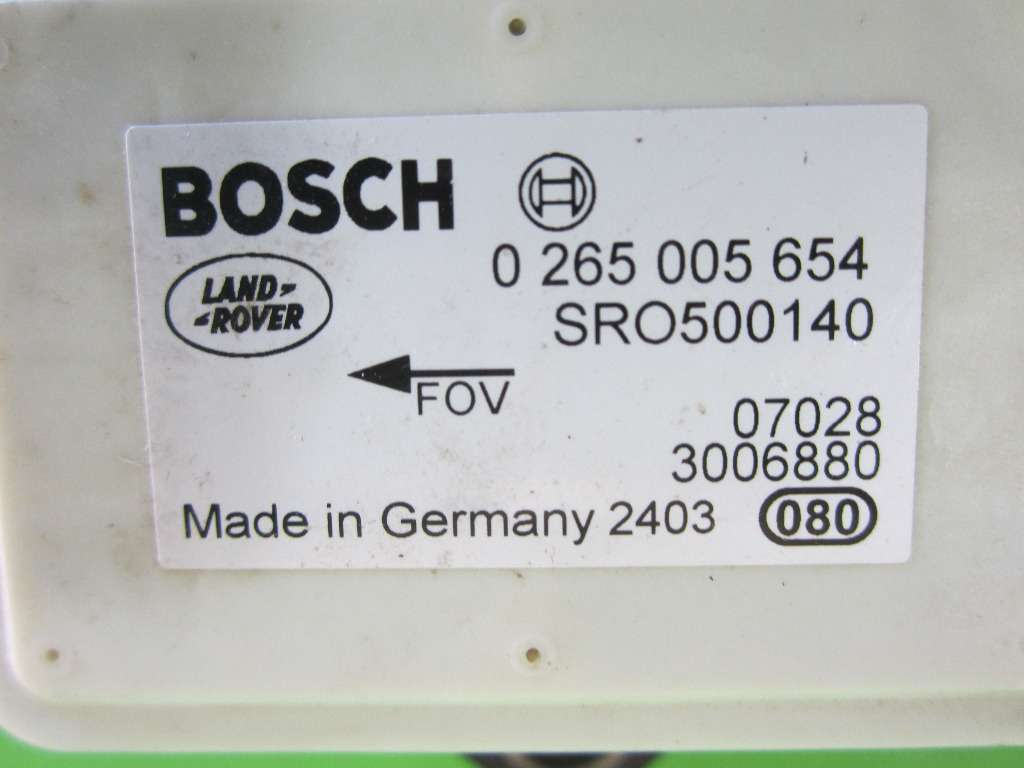 BOSCH
0 265 005 654
LAND-
-ROVER
SRO500140
FOV
07028
3006880
Made in Germany 2403 080